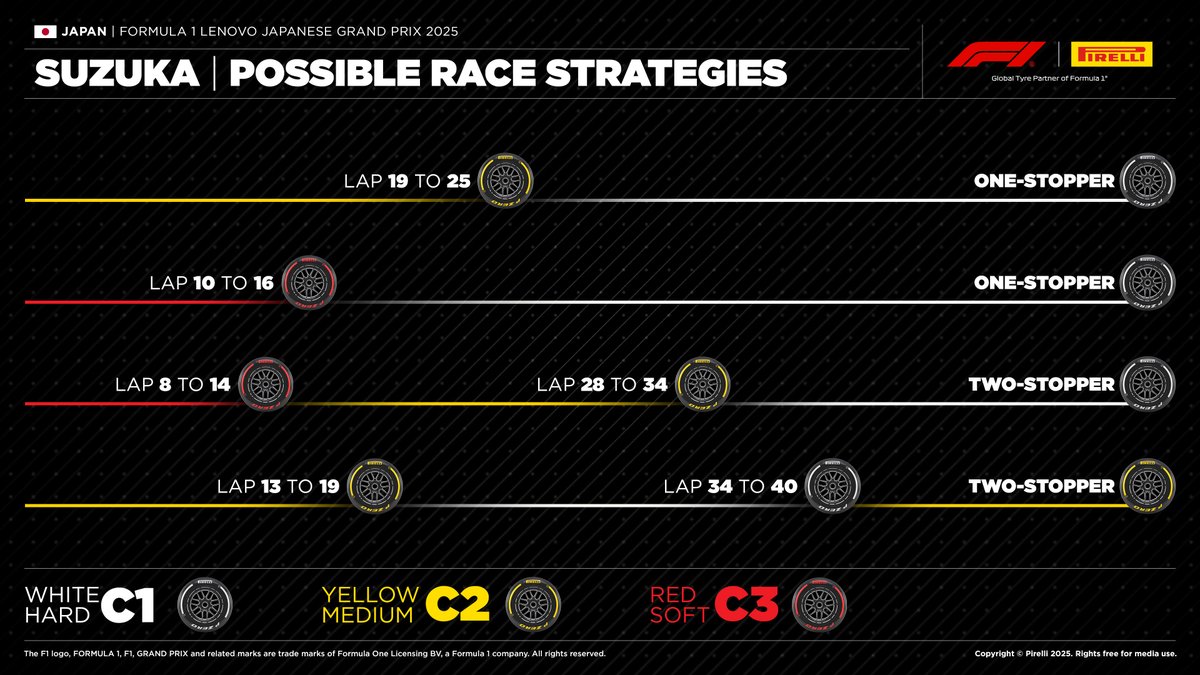 JAPAN | FORMULA 1 LENOVO JAPANESE GRAND PRIX 2025
SUZUKA | POSSIBLE RACE STRATEGIES
F1 | PIRELLI
Global Tyre Partner of Formula 1®
LAP 19 TO 25 ONE-STOPPER
LAP 10 TO 16 ONE-STOPPER
LAP 8 TO 14 LAP 28 TO 34 TWO-STOPPER
LAP 13 TO 19 LAP 34 TO 40 TWO-STOPPER
WHITE HARD C1
YELLOW MEDIUM C2
RED SOFT C3
The F1 logo, FORMULA 1, F1, GRAND PRIX and related marks are trade marks of Formula One Licensing BV, a Formula 1 company. All rights reserved.
Copyright © Pirelli 2025. Rights free for media use.